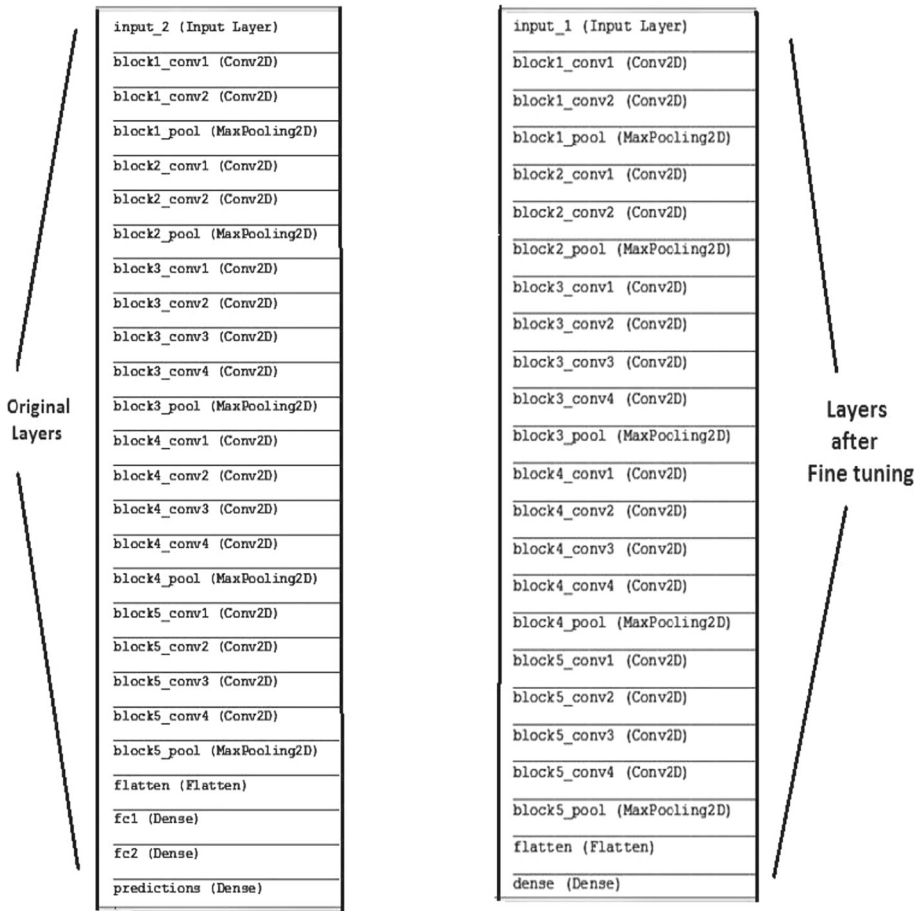 input_2 (Input Layer)
block1_conv1 (Conv2D)
block1_conv2 (Conv2D)
block1_pool (MaxPooling2D)
block2_conv1 (Conv2D)
block2_conv2 (Conv2D)
block2_pool (MaxPooling2D)
block3_conv1 (Conv2D)
block3_conv2 (Conv2D)
block3_conv3 (Conv2D)
block3_conv4 (Conv2D)
block3_pool (MaxPooling2D)
block4_conv1 (Conv2D)
block4_conv2 (Conv2D)
block4_conv3 (Conv2D)
block4_conv4 (Conv2D)
block4_pool (MaxPooling2D)
block5_conv1 (Conv2D)
block5_conv2 (Conv2D)
block5_conv3 (Conv2D)
block5_conv4 (Conv2D)
block5_pool (MaxPooling2D)
flatten (Flatten)
fc1 (Dense)
fc2 (Dense)
predictions (Dense)
Original
Layers
input_1 (Input Layer)
block1_conv1 (Conv2D)
block1_conv2 (Conv2D)
block1_pool (MaxPooling2D)
block2_conv1 (Conv2D)
block2_conv2 (Conv2D)
block2_pool (MaxPooling2D)
block3_conv1 (Conv2D)
block3_conv2 (Conv2D)
block3_conv3 (Conv2D)
block3_conv4 (Conv2D)
block3_pool (MaxPooling2D)
block4_conv1 (Conv2D)
block4_conv2 (Conv2D)
block4_conv3 (Conv2D)
block4_conv4 (Conv2D)
block4_pool (MaxPooling2D)
block5_conv1 (Conv2D)
block5_conv2 (Conv2D)
block5_conv3 (Conv2D)
block5_conv4 (Conv2D)
block5_pool (MaxPooling2D)
flatten (Flatten)
dense (Dense)
Layers
after
Fine tuning